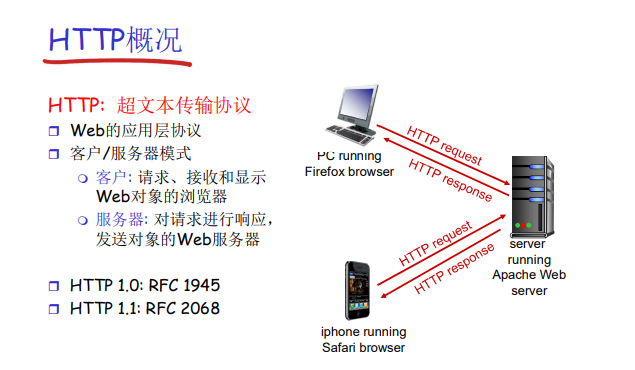 HTTP概况
HTTP: 超文本传输协议
Web的应用层协议
客户/服务器模式
客户: 请求、接收和显示
Web对象的浏览器
服务器: 对请求进行响应,
发送对象的Web服务器
HTTP 1.0: RFC 1945
HTTP 1.1: RFC 2068
PC running
Firefox browser
HTTP request
HTTP response
server
running
Apache Web
server
HTTP request
HTTP response
iphone running
Safari browser